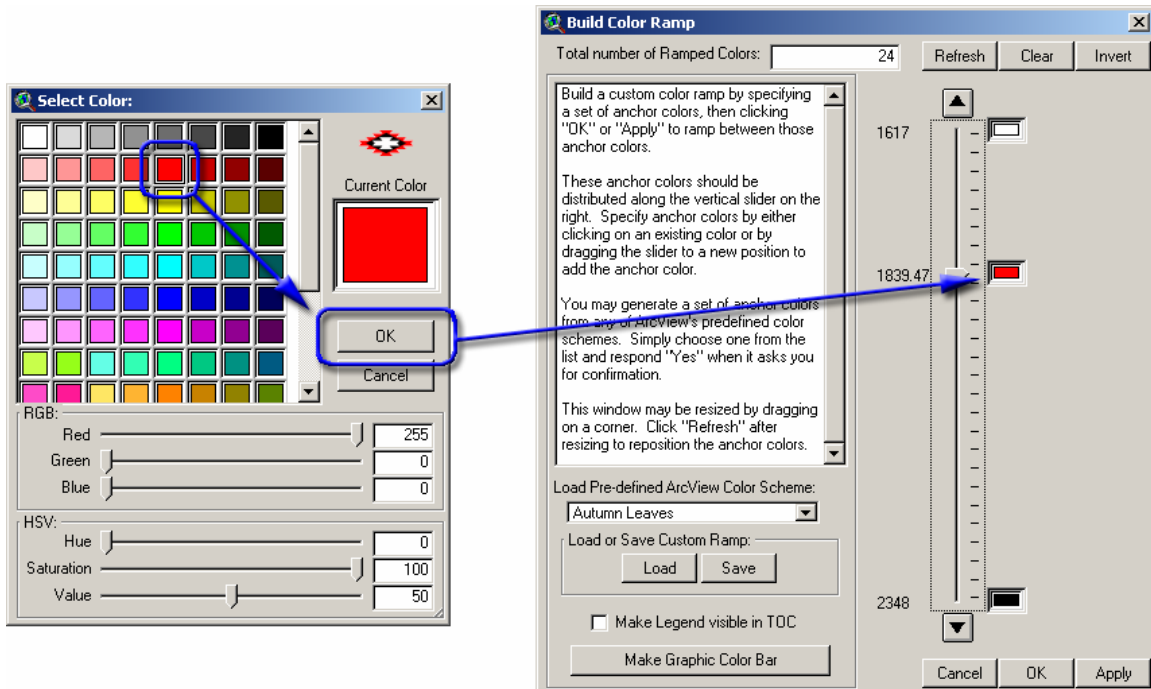 Select Color:
Current Color
OK
Cancel
RGB:
Red 255
Green 0
Blue 0
HSV:
Hue 0
Saturation 100
Value 50
Build Color Ramp
Total number of Ramped Colors: 24
Refresh Clear Invert
Build a custom color ramp by specifying
a set of anchor colors, then clicking
"OK" or "Apply" to ramp between those
anchor colors.
These anchor colors should be
distributed along the vertical slider on the
right. Specify anchor colors by either
clicking on an existing color or by
dragging the slider to a new position to
add the anchor color.
You may generate a set of anchor colors
from any of ArcView's predefined color
schemes. Simply choose one from the
list and respond "Yes" when it asks you
for confirmation.
This window may be resized by dragging
on a corner. Click "Refresh" after
resizing to reposition the anchor colors.
Load Pre-defined ArcView Color Scheme:
Autumn Leaves
Load or Save Custom Ramp:
Load Save
Make Legend visible in TOC
Make Graphic Color Bar
1617
1839.47
2348
Cancel OK Apply